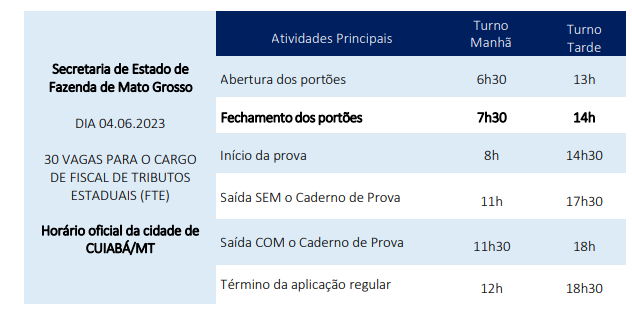 Secretaria de Estado de
Fazenda de Mato Grosso
DIA 04.06.2023
30 VAGAS PARA O CARGO
DE FISCAL DE TRIBUTOS
ESTADUAIS (FTE)
Horário oficial da cidade de
CUIABÁ/MT
Atividades Principais
Turno
Manhã
Turno
Tarde
Abertura dos portões 6h30 13h
Fechamento dos portões 7h30 14h
Início da prova 8h 14h30
Saída SEM o Caderno de Prova 11h 17h30
Saída COM o Caderno de Prova 11h30 18h
Término da aplicação regular 12h 18h30